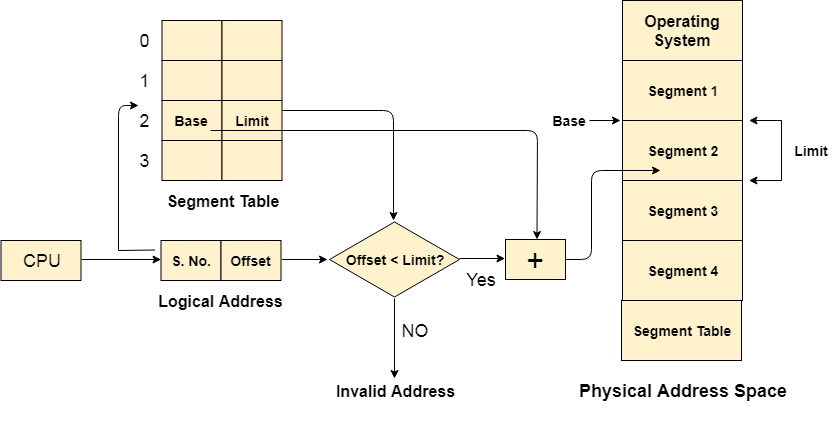 0
1
2
3
Base
Limit
Segment Table
CPU
S. No.
Offset
Logical Address
Offset < Limit?
Yes
NO
Invalid Address
+
Operating
System
Segment 1
Base
Segment 2
Limit
Segment 3
Segment 4
Segment Table
Physical Address Space